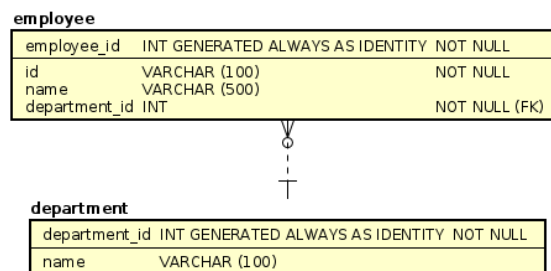 employee
employee_id INT GENERATED ALWAYS AS IDENTITY NOT NULL
id VARCHAR (100) NOT NULL
name VARCHAR (500)
department_id INT NOT NULL (FK)
department
department_id INT GENERATED ALWAYS AS IDENTITY NOT NULL
name VARCHAR (100)